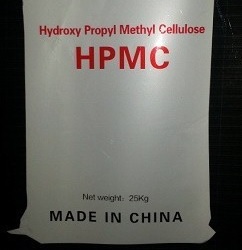 Hydroxy Propyl Methyl Cellulose
HPMC
Net weight: 25Kg
MADE IN CHINA